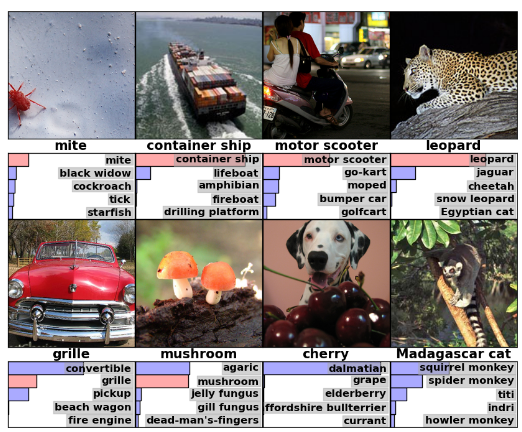 mite
container ship
motor scooter
leopard
mite
black widow
cockroach
tick
starfish
container ship
lifeboat
amphibian
fireboat
drilling platform
motor scooter
go-kart
moped
bumper car
golfcart
leopard
jaguar
cheetah
snow leopard
Egyptian cat
grille
mushroom
cherry
Madagascar cat
convertible
grille
pickup
beach wagon
fire engine
agaric
mushroom
jelly fungus
gill fungus
dead-man's-fingers
dalmatian
grape
elderberry
ffordshire bullterrier
currant
squirrel monkey
spider monkey
titi
indri
howler monkey